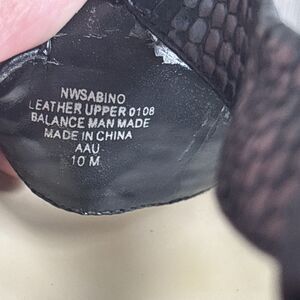 NWSABINO
LEATHER UPPER 0108
BALANCE MAN MADE
MADE IN CHINA
AAU
10 M